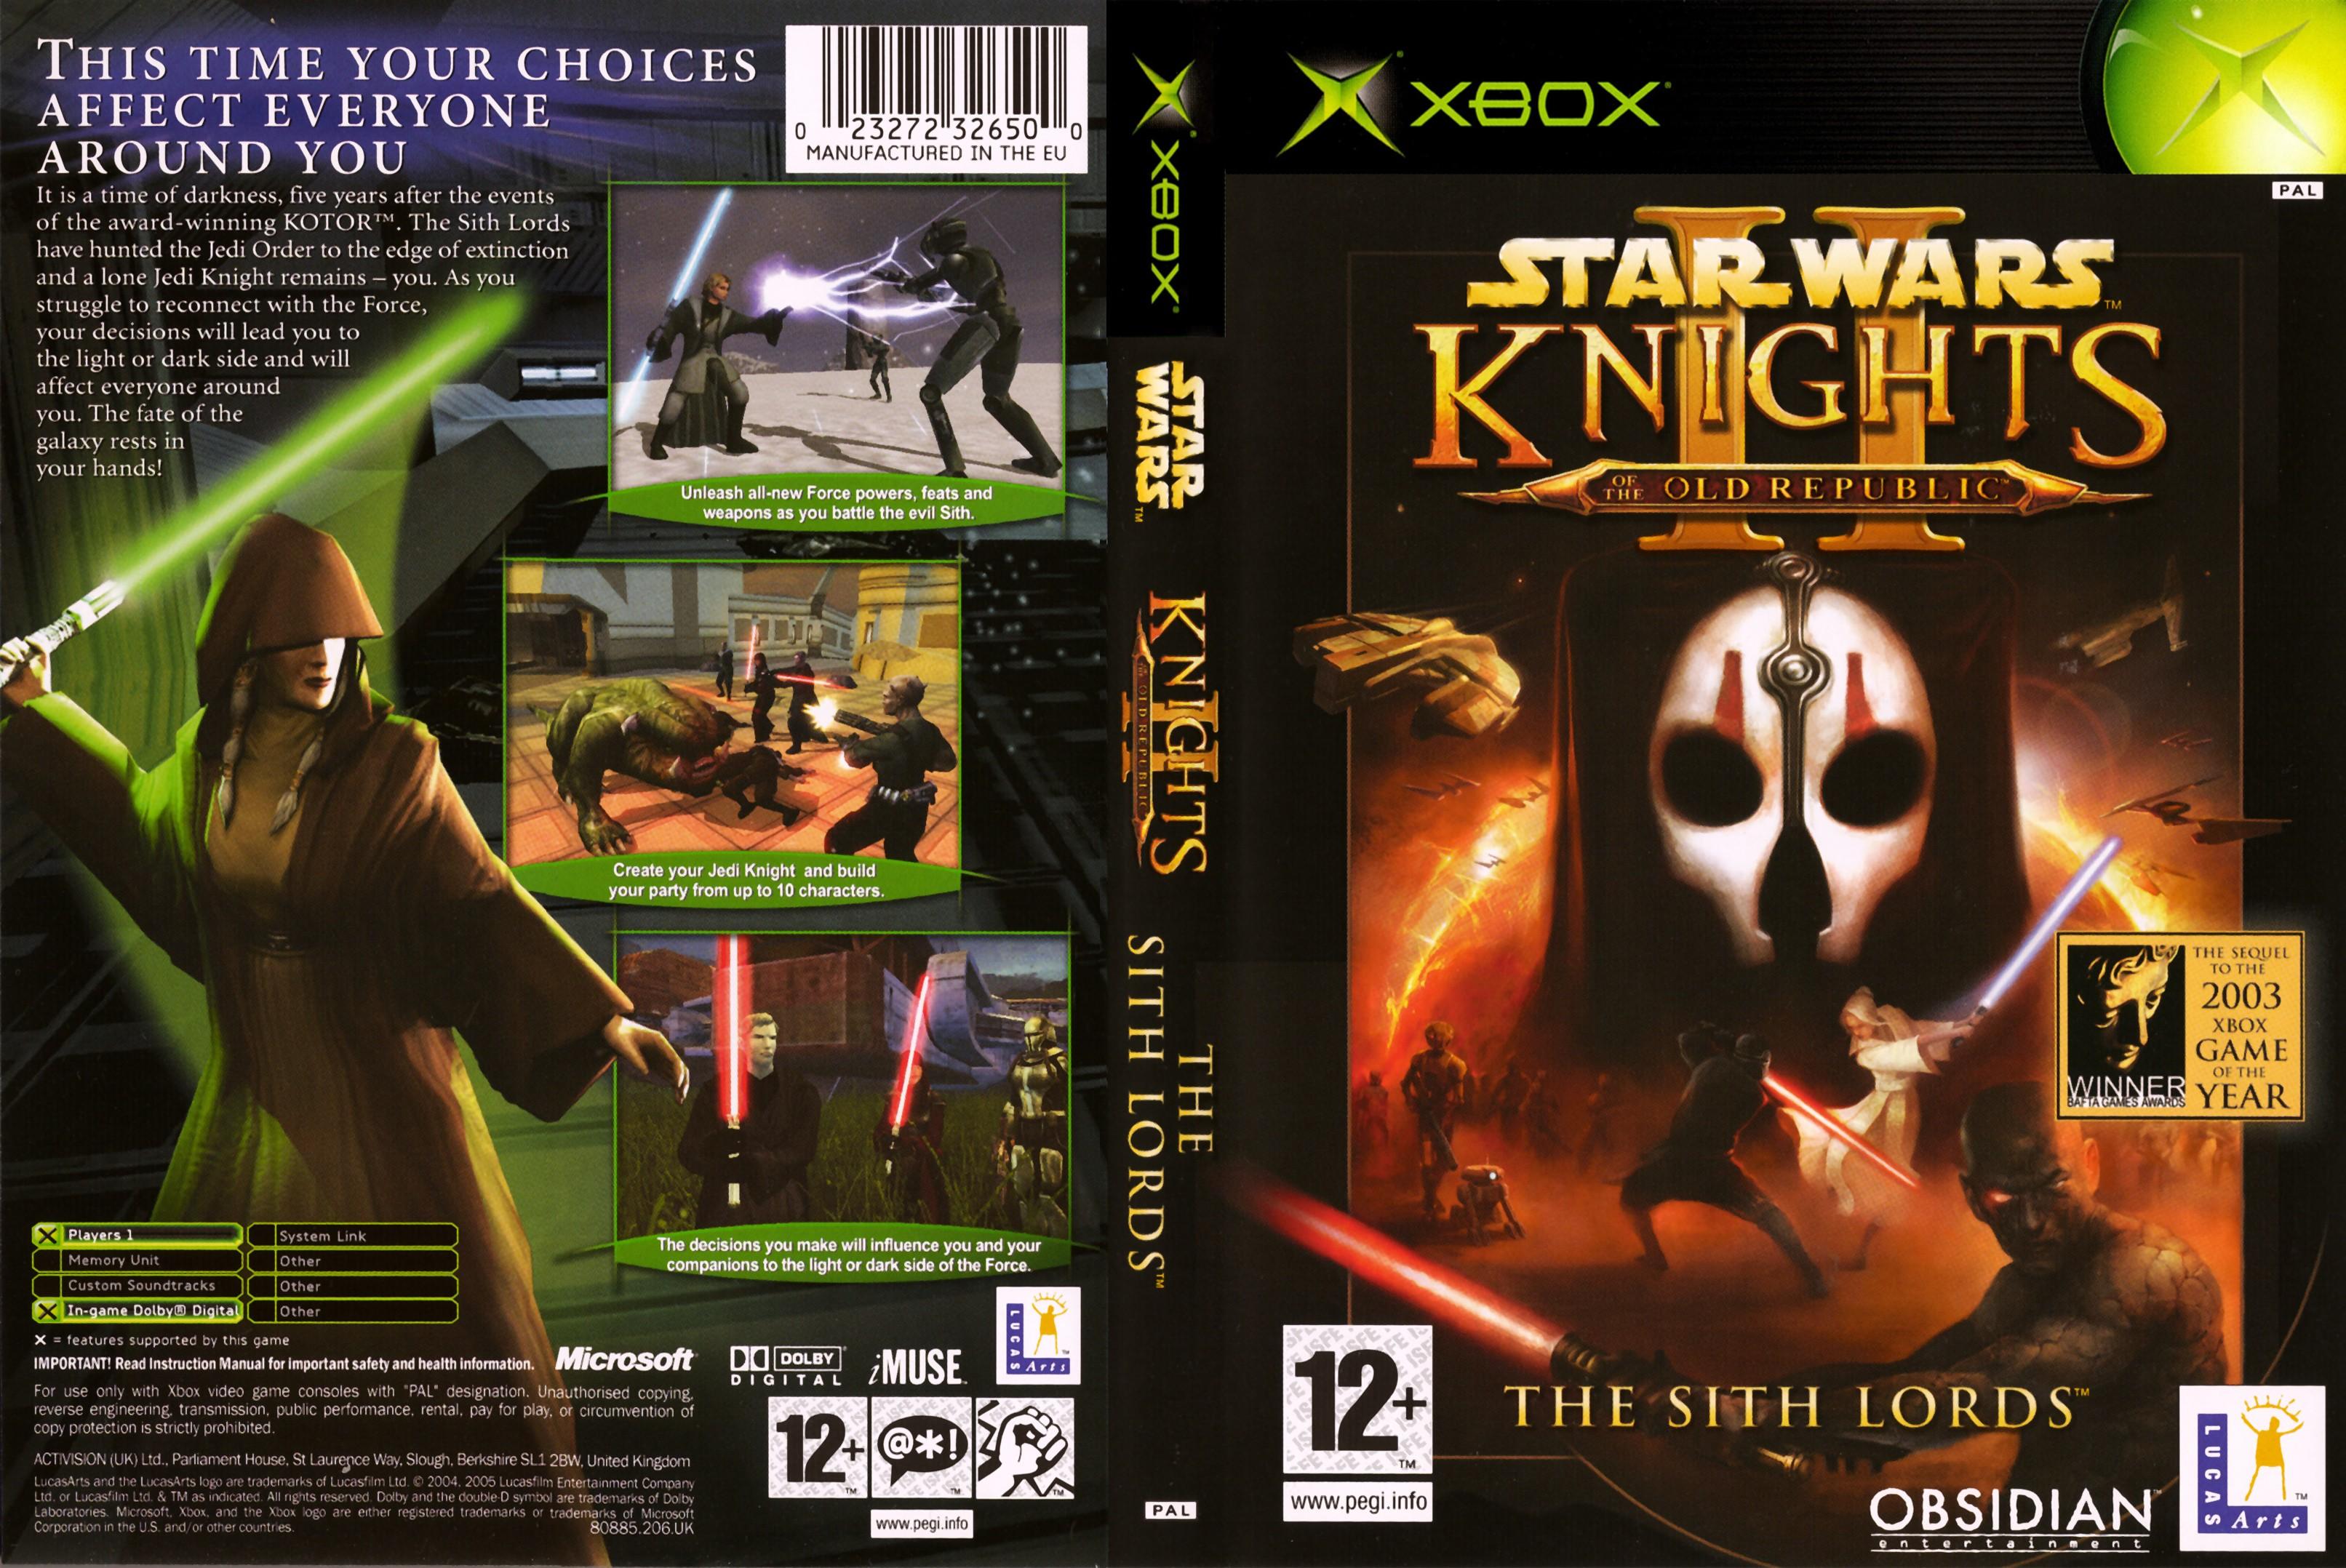 THIS TIME YOUR CHOICES
AFFECT EVERYONE
AROUND YOU
It is a time of darkness, five years after the events
of the award-winning KOTOR™. The Sith Lords
have hunted the Jedi Order to the edge of extinction
and a lone Jedi Knight remains – you. As you
struggle to reconnect with the Force,
your decisions will lead you to
the light or dark side and will
affect everyone around
you. The fate of the
galaxy rests in
your hands!
0 23272 32650 0
MANUFACTURED IN THE EU
Unleash all-new Force powers, feats and
weapons as you battle the evil Sith.
Create your Jedi Knight and build
your party from up to 10 characters.
The decisions you make will influence you and your
companions to the light or dark side of the Force.
Players 1
System Link
Memory Unit
Other
Custom Soundtracks
Other
In-game Dolby® Digital
Other
X = features supported by this game
IMPORTANT! Read Instruction Manual for important safety and health information.
Microsoft®
DOLBY
DIGITAL
iMUSE™
LUCAS
Arts™
For use only with Xbox video game consoles with "PAL" designation. Unauthorised copying,
reverse engineering, transmission, public performance, rental, pay for play, or circumvention of
copy protection is strictly prohibited.
12+™
@*!™
www.pegi.info
ACTIVISION (UK) Ltd., Parliament House, St Laurence Way, Slough, Berkshire SL1 2BW, United Kingdom
LucasArts and the LucasArts logo are trademarks of Lucasfilm Ltd. © 2004, 2005 Lucasfilm Entertainment Company
Ltd. or Lucasfilm Ltd. & TM as indicated. All rights reserved. Dolby and the double-D symbol are trademarks of Dolby
Laboratories. Microsoft, Xbox, and the Xbox logo are either registered trademarks or trademarks of Microsoft
Corporation in the U.S. and/or other countries.
80885.206.UK
XBOX®
STAR
WARS™
KNIGHTS
II
OF THE OLD REPUBLIC
THE
SITH LORDS™
PAL
XBOX®
PAL
STAR WARS™
II
KNIGHTS
OF THE OLD REPUBLIC™
THE SEQUEL
TO THE
2003
XBOX
GAME
OF THE
YEAR
WINNER
BAFTA GAMES AWARDS
12+™
www.pegi.info
THE SITH LORDS™
OBSIDIAN™
entertainment
LUCAS
Arts™